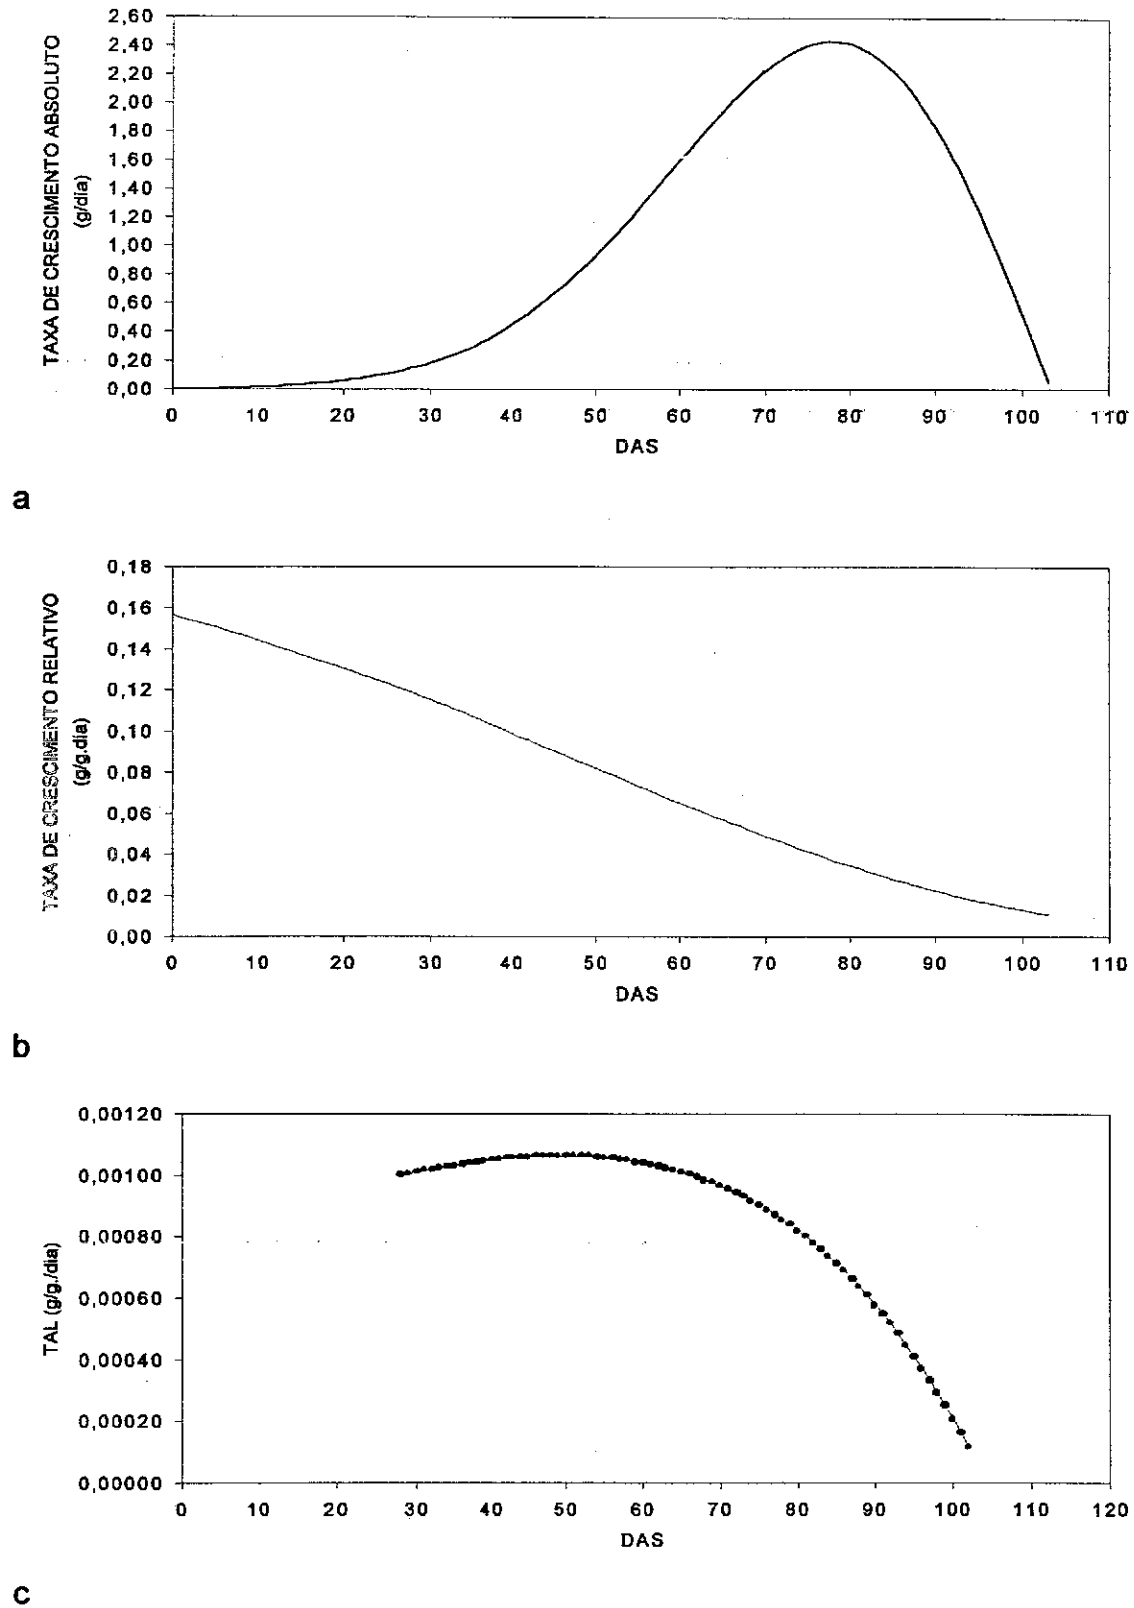 TAXA DE CRESCIMENTO ABSOLUTO
(g/dia)
2,60
2,40
2,20
2,00
1,80
1,60
1,40
1,20
1,00
0,80
0,60
0,40
0,20
0,00
0 10 20 30 40 50 60 70 80 90 100 110
DAS
a
TAXA DE CRESCIMENTO RELATIVO
(g/g.dia)
0,18
0,16
0,14
0,12
0,10
0,08
0,06
0,04
0,02
0,00
0 10 20 30 40 50 60 70 80 90 100 110
DAS
b
TAL (g/g./dia)
0,00120
0,00100
0,00080
0,00060
0,00040
0,00020
0,00000
0 10 20 30 40 50 60 70 80 90 100 110 120
DAS
c